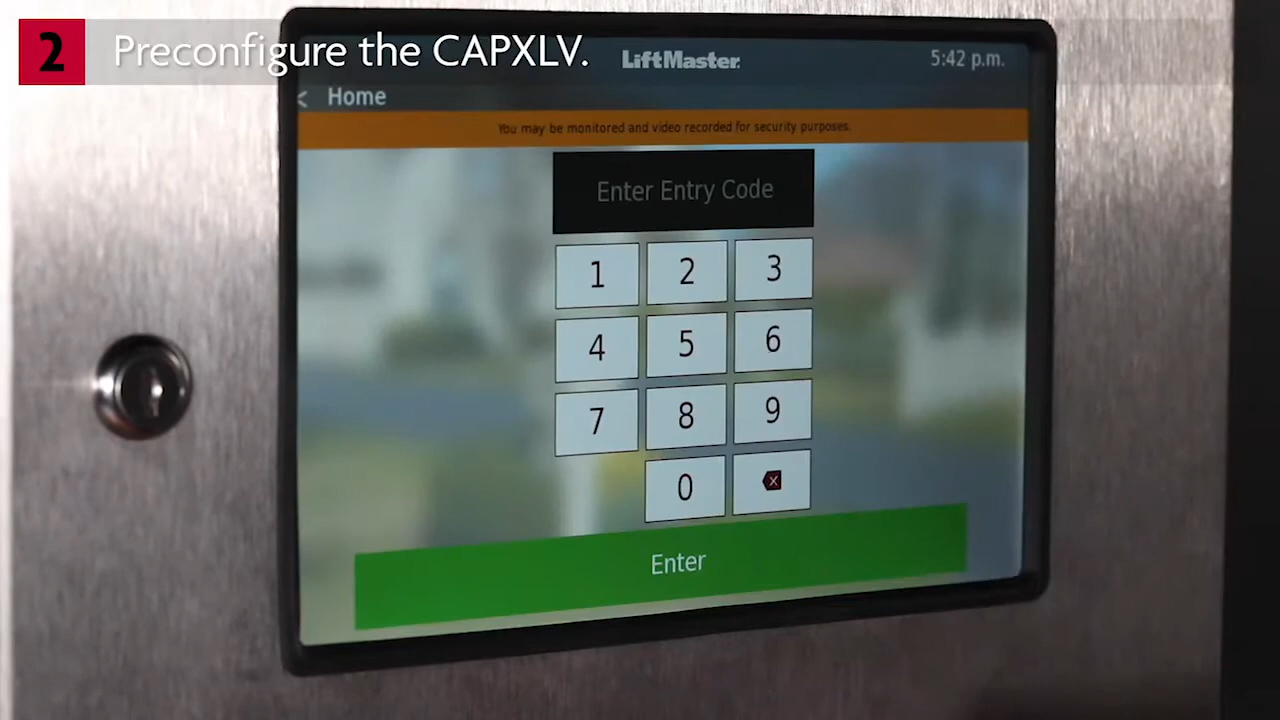 2 Preconfigure the CAPXLV.
LiftMaster.
5:42 p.m.
< Home
You may be monitored and video recorded for security purposes.
Enter Entry Code
1 2 3
4 5 6
7 8 9
0 X
Enter